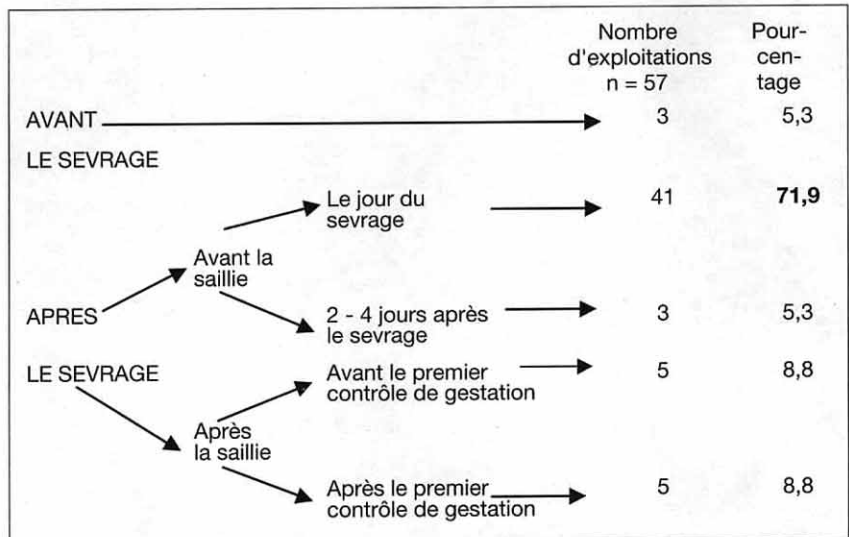 Nombre d'exploitations n = 57
Pour-cen-tage
AVANT 3 5,3
LE SEVRAGE
Le jour du sevrage 41 71,9
Avant la saillie
APRES
2 - 4 jours après le sevrage 3 5,3
LE SEVRAGE
Avant le premier contrôle de gestation 5 8,8
Après la saillie
Après le premier contrôle de gestation 5 8,8